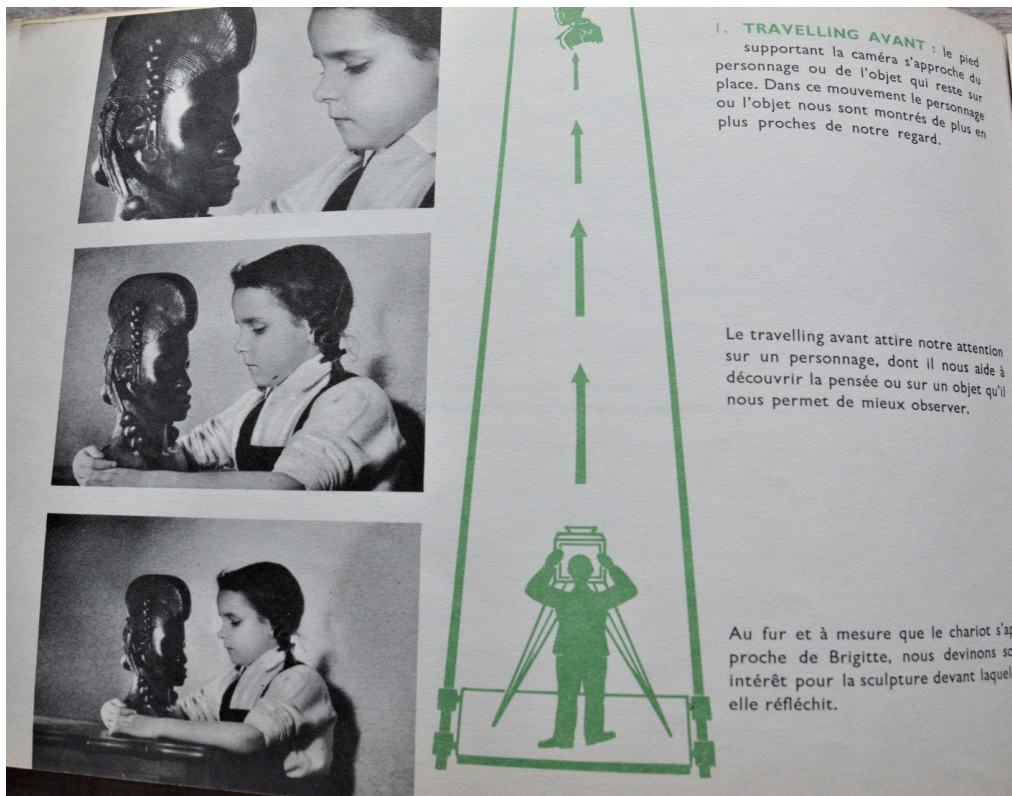 1. TRAVELLING AVANT : le pied
supportant la caméra s'approche du
personnage ou de l'objet qui reste sur
place. Dans ce mouvement le personnage
ou l'objet nous sont montrés de plus en
plus proches de notre regard.
Le travelling avant attire notre attention
sur un personnage, dont il nous aide à
découvrir la pensée ou sur un objet qu'il
nous permet de mieux observer.
Au fur et à mesure que le chariot s'ap
proche de Brigitte, nous devinons so
intérêt pour la sculpture devant laquel
elle réfléchit.